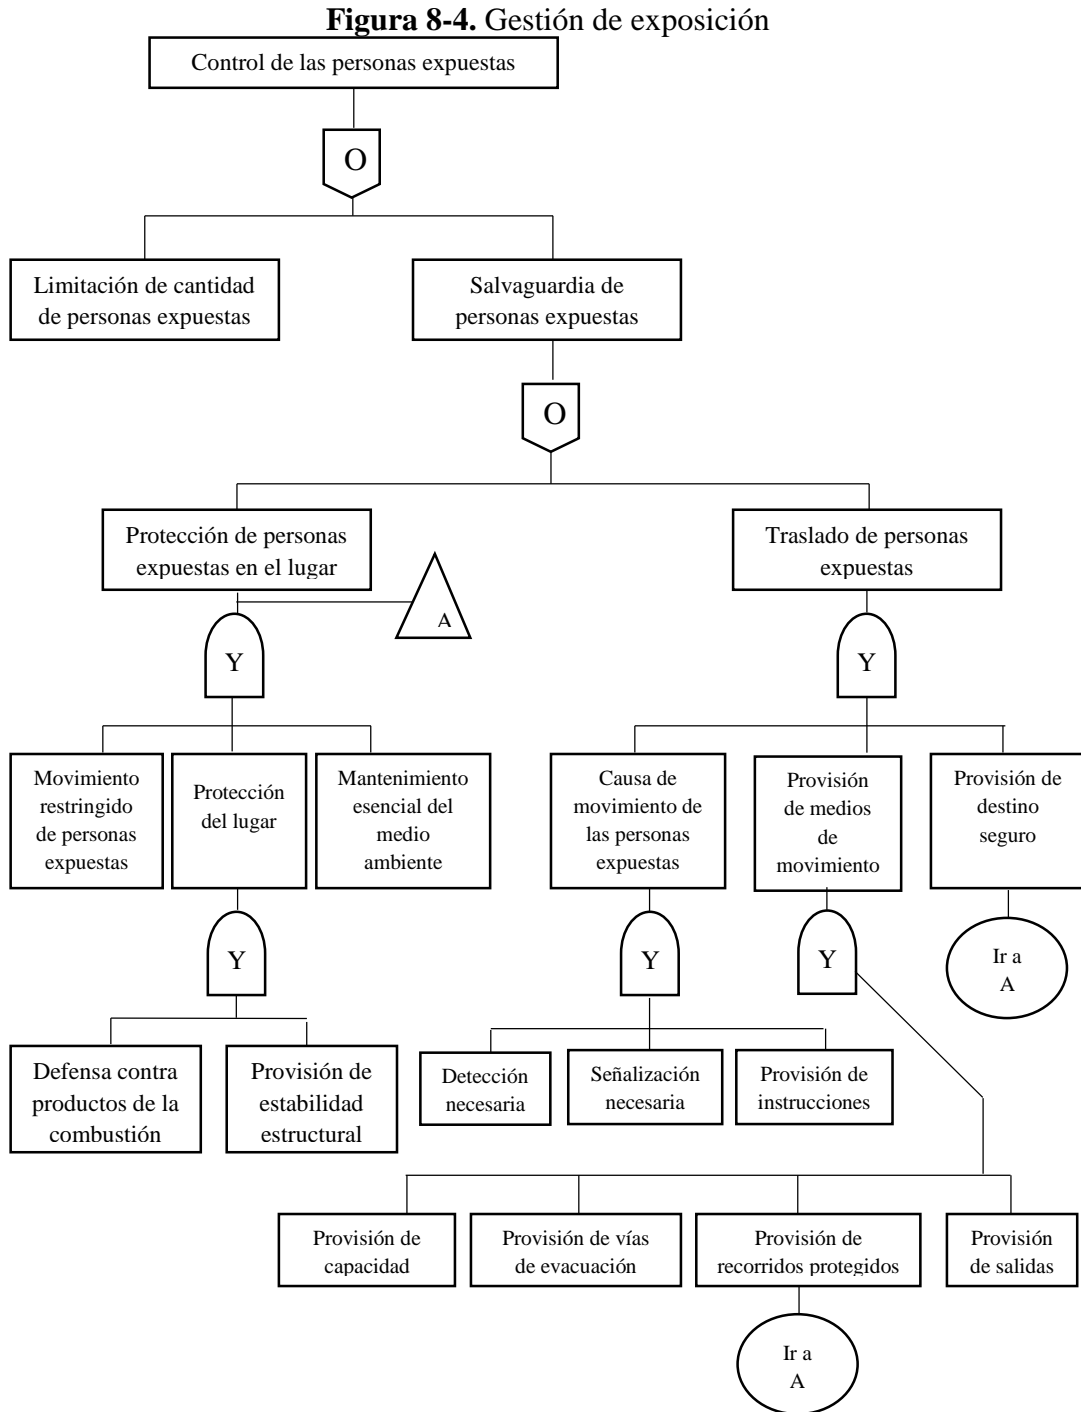 Figura 8-4. Gestión de exposición
Control de las personas expuestas
O
Limitación de cantidad
de personas expuestas
Salvaguardia de
personas expuestas
O
Protección de personas
expuestas en el lugar
Traslado de personas
expuestas
A
Y
Y
Movimiento
restringido
de personas
expuestas
Protección
del lugar
Mantenimiento
esencial del
medio
ambiente
Causa de
movimiento de
las personas
expuestas
Provisión
de medios
de
movimiento
Provisión de
destino
seguro
Y
Y
Y
Ir a
A
Defensa contra
productos de la
combustión
Provisión de
estabilidad
estructural
Detección
necesaria
Señalización
necesaria
Provisión de
instrucciones
Provisión de
capacidad
Provisión de vías
de evacuación
Provisión de
recorridos protegidos
Provisión
de salidas
Ir a
A